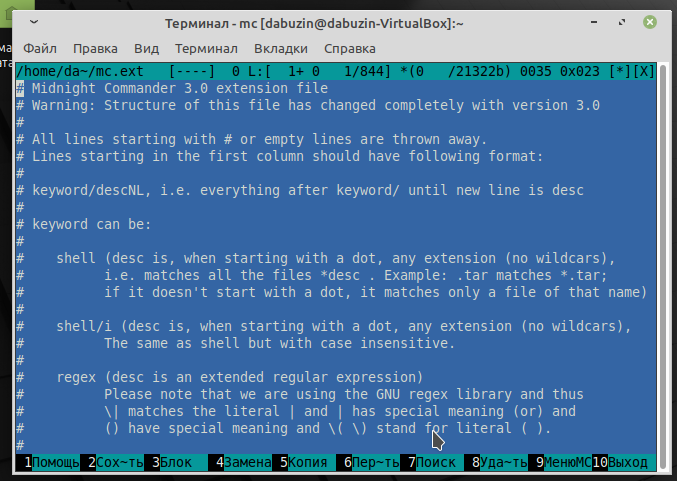 Терминал - mc [dabuzin@dabuzin-VirtualBox]:~
Файл Правка Вид Терминал Вкладки Справка
/home/da~/mc.ext [----] 0 L:[ 1+ 0 1/844] *(0 /21322b) 0035 0x023 [*][X]
# Midnight Commander 3.0 extension file
# Warning: Structure of this file has changed completely with version 3.0
#
# All lines starting with # or empty lines are thrown away.
# Lines starting in the first column should have following format:
#
# keyword/descNL, i.e. everything after keyword/ until new line is desc
#
# keyword can be:
#
#    shell (desc is, when starting with a dot, any extension (no wildcars),
#          i.e. matches all the files *desc . Example: .tar matches *.tar;
#          if it doesn't start with a dot, it matches only a file of that name)
#
#    shell/i (desc is, when starting with a dot, any extension (no wildcars),
#          The same as shell but with case insensitive.
#
#    regex (desc is an extended regular expression)
#          Please note that we are using the GNU regex library and thus
#          \| matches the literal | and | has special meaning (or) and
#          () have special meaning and \( \) stand for literal ( ).
#
1Помощь 2Сох~ть 3Блок 4Замена 5Копия 6Пер~ть 7Поиск 8Уда~ть 9МенюMC 10Выход